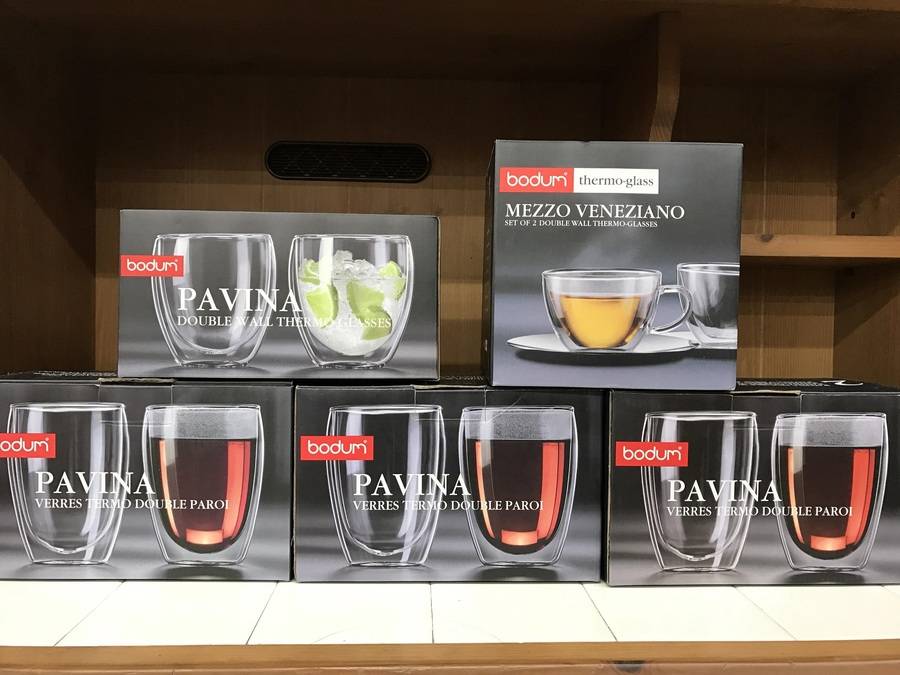 bodum®
thermo-glass
MEZZO VENEZIANO
SET OF 2 DOUBLE WALL THERMO-GLASSES
bodum®
PAVINA
DOUBLE WALL THERMO-GLASSES
bodum®
PAVINA
VERRES TERMO DOUBLE PAROI
bodum®
PAVINA
VERRES TERMO DOUBLE PAROI
bodum®
PAVINA
VERRES TERMO DOUBLE PAROI